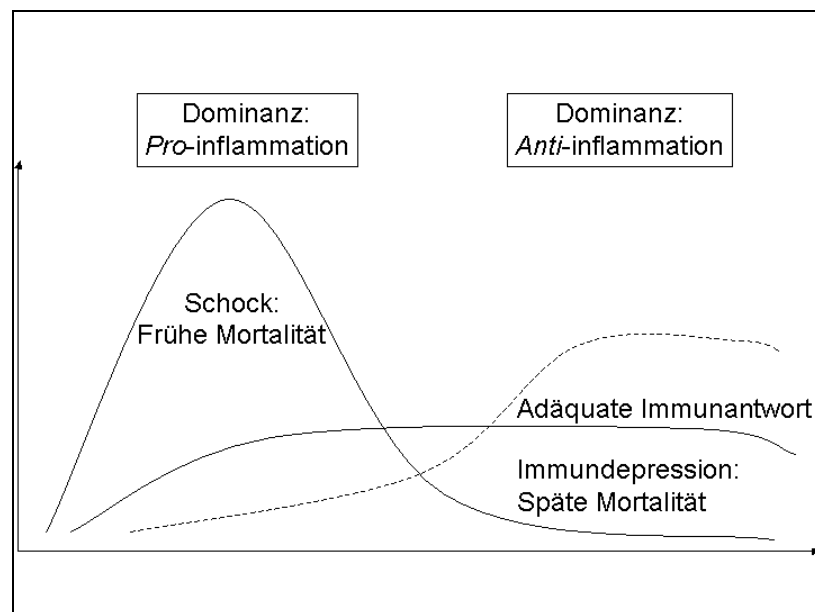 Dominanz:
Pro-inflammation
Dominanz:
Anti-inflammation
Schock:
Frühe Mortalität
Adäquate Immunantwort
Immundepression:
Späte Mortalität